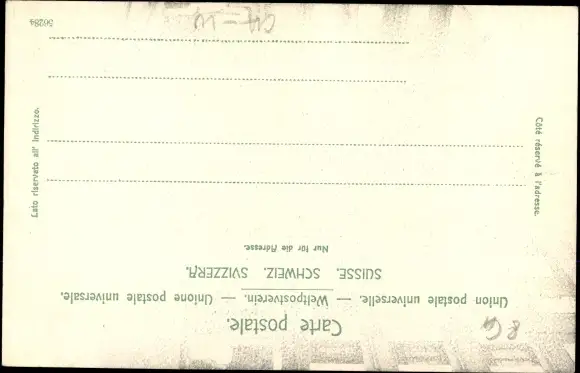 Carte postale.
Union postale universelle. — Weltpostverein. — Unione postale universale.
SUISSE. SCHWEIZ. SVIZZERA.
Nur für die Adresse.
Côté réservé à l'adresse.
Lato riservato all' indirizzo.
56284